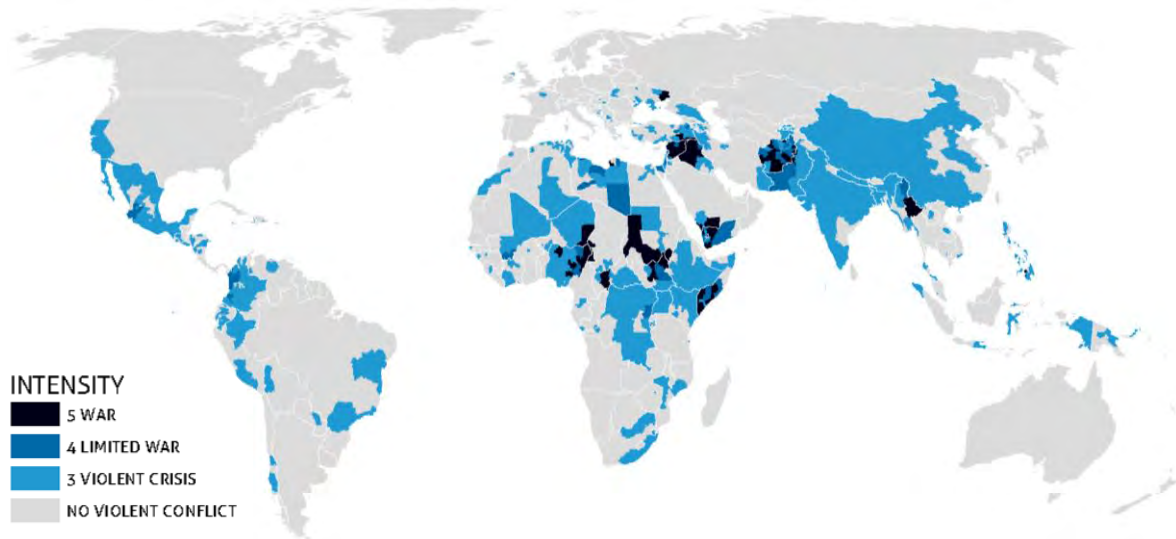 INTENSITY
5 WAR
4 LIMITED WAR
3 VIOLENT CRISIS
NO VIOLENT CONFLICT